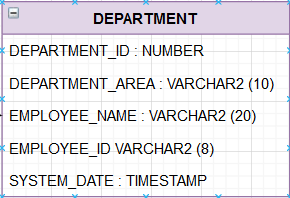 DEPARTMENT
DEPARTMENT_ID : NUMBER
DEPARTMENT_AREA : VARCHAR2 (10)
EMPLOYEE_NAME : VARCHAR2 (20)
EMPLOYEE_ID VARCHAR2 (8)
SYSTEM_DATE : TIMESTAMP